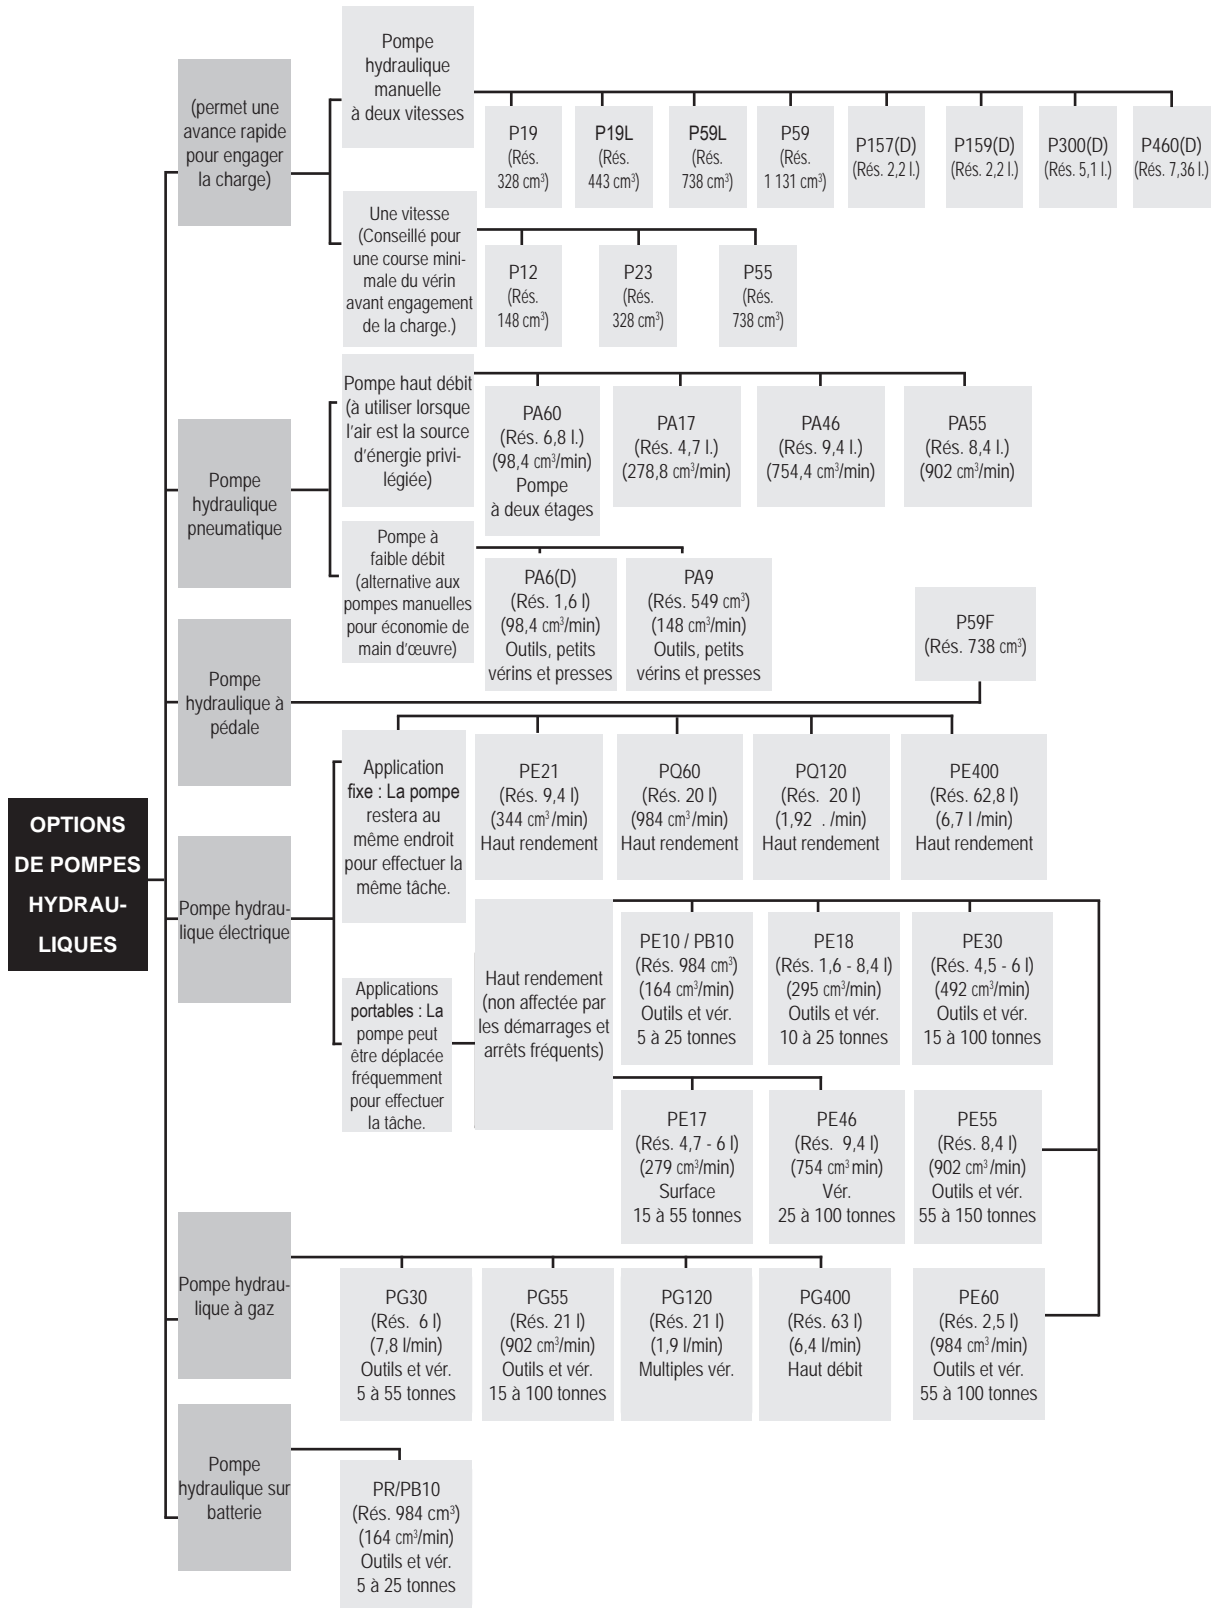 OPTIONS
DE POMPES
HYDRAU-
LIQUES
(permet une
avance rapide
pour engager
la charge)
Pompe
hydraulique
manuelle
à deux vitesses
P19
(Rés.
328 cm³)
P19L
(Rés.
443 cm³)
P59L
(Rés.
738 cm³)
P59
(Rés.
1 131 cm³)
P157(D)
(Rés. 2,2 l.)
P159(D)
(Rés. 2,2 l.)
P300(D)
(Rés. 5,1 l.)
P460(D)
(Rés. 7,36 l.)
Une vitesse
(Conseillé pour
une course mini-
male du vérin
avant engagement
de la charge.)
P12
(Rés.
148 cm³)
P23
(Rés.
328 cm³)
P55
(Rés.
738 cm³)
Pompe
hydraulique
pneumatique
Pompe haut débit
(à utiliser lorsque
l'air est la source
d'énergie privi-
légiée)
PA60
(Rés. 6,8 l.)
(98,4 cm³/min)
Pompe
à deux étages
PA17
(Rés. 4,7 l.)
(278,8 cm³/min)
PA46
(Rés. 9,4 l.)
(754,4 cm³/min)
PA55
(Rés. 8,4 l.)
(902 cm³/min)
Pompe à
faible débit
(alternative aux
pompes manuelles
pour économie de
main d'œuvre)
PA6(D)
(Rés. 1,6 l)
(98,4 cm³/min)
Outils, petits
vérins et presses
PA9
(Rés. 549 cm³)
(148 cm³/min)
Outils, petits
vérins et presses
Pompe
hydraulique à
pédale
P59F
(Rés. 738 cm³)
Pompe hydrau-
lique électrique
Application
fixe : La pompe
restera au
même endroit
pour effectuer la
même tâche.
PE21
(Rés. 9,4 l)
(344 cm³/min)
Haut rendement
PQ60
(Rés. 20 l)
(984 cm³/min)
Haut rendement
PQ120
(Rés. 20 l)
(1,92 . /min)
Haut rendement
PE400
(Rés. 62,8 l)
(6,7 l /min)
Haut rendement
Applications
portables : La
pompe peut
être déplacée
fréquemment
pour effectuer
la tâche.
Haut rendement
(non affectée par
les démarrages et
arrêts fréquents)
PE10 / PB10
(Rés. 984 cm³)
(164 cm³/min)
Outils et vér.
5 à 25 tonnes
PE18
(Rés. 1,6 - 8,4 l)
(295 cm³/min)
Outils et vér.
10 à 25 tonnes
PE30
(Rés. 4,5 - 6 l)
(492 cm³/min)
Outils et vér.
15 à 100 tonnes
PE17
(Rés. 4,7 - 6 l)
(279 cm³/min)
Surface
15 à 55 tonnes
PE46
(Rés. 9,4 l)
(754 cm³ min)
Vér.
25 à 100 tonnes
PE55
(Rés. 8,4 l)
(902 cm³ /min)
Outils et vér.
55 à 150 tonnes
PE60
(Rés. 2,5 l)
(984 cm³ /min)
Outils et vér.
55 à 100 tonnes
Pompe hydrau-
lique à gaz
PG30
(Rés. 6 l)
(7,8 l/min)
Outils et vér.
5 à 55 tonnes
PG55
(Rés. 21 l)
(902 cm³/min)
Outils et vér.
15 à 100 tonnes
PG120
(Rés. 21 l)
(1,9 l/min)
Multiples vér.
PG400
(Rés. 63 l)
(6,4 l/min)
Haut débit
Pompe
hydraulique sur
batterie
PR/PB10
(Rés. 984 cm³)
(164 cm³/min)
Outils et vér.
5 à 25 tonnes